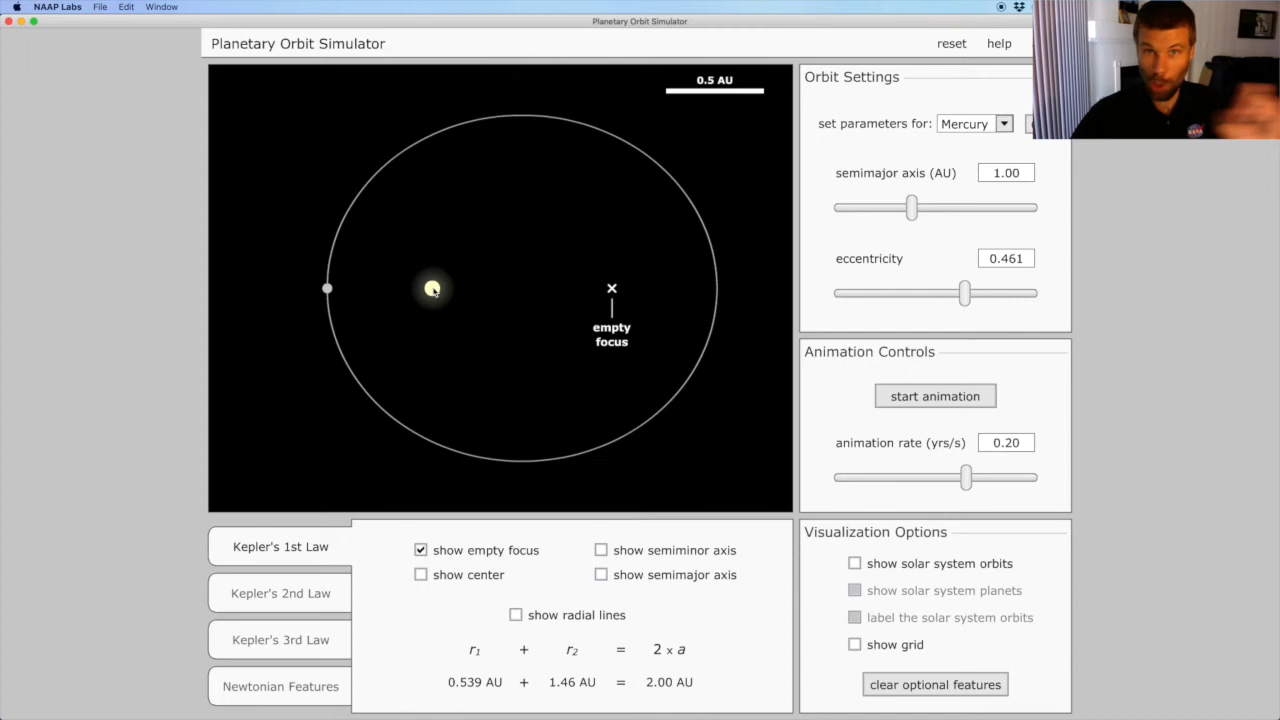 NAAP Labs File Edit Window
Planetary Orbit Simulator
Planetary Orbit Simulator
reset help
0.5 AU
empty
focus
Orbit Settings
set parameters for: Mercury
semimajor axis (AU) 1.00
eccentricity 0.461
Animation Controls
start animation
animation rate (yrs/s) 0.20
Kepler's 1st Law
Kepler's 2nd Law
Kepler's 3rd Law
Newtonian Features
show empty focus show semiminor axis
show center show semimajor axis
show radial lines
r₁ + r₂ = 2 x a
0.539 AU + 1.46 AU = 2.00 AU
Visualization Options
show solar system orbits
show solar system planets
label the solar system orbits
show grid
clear optional features
NASA